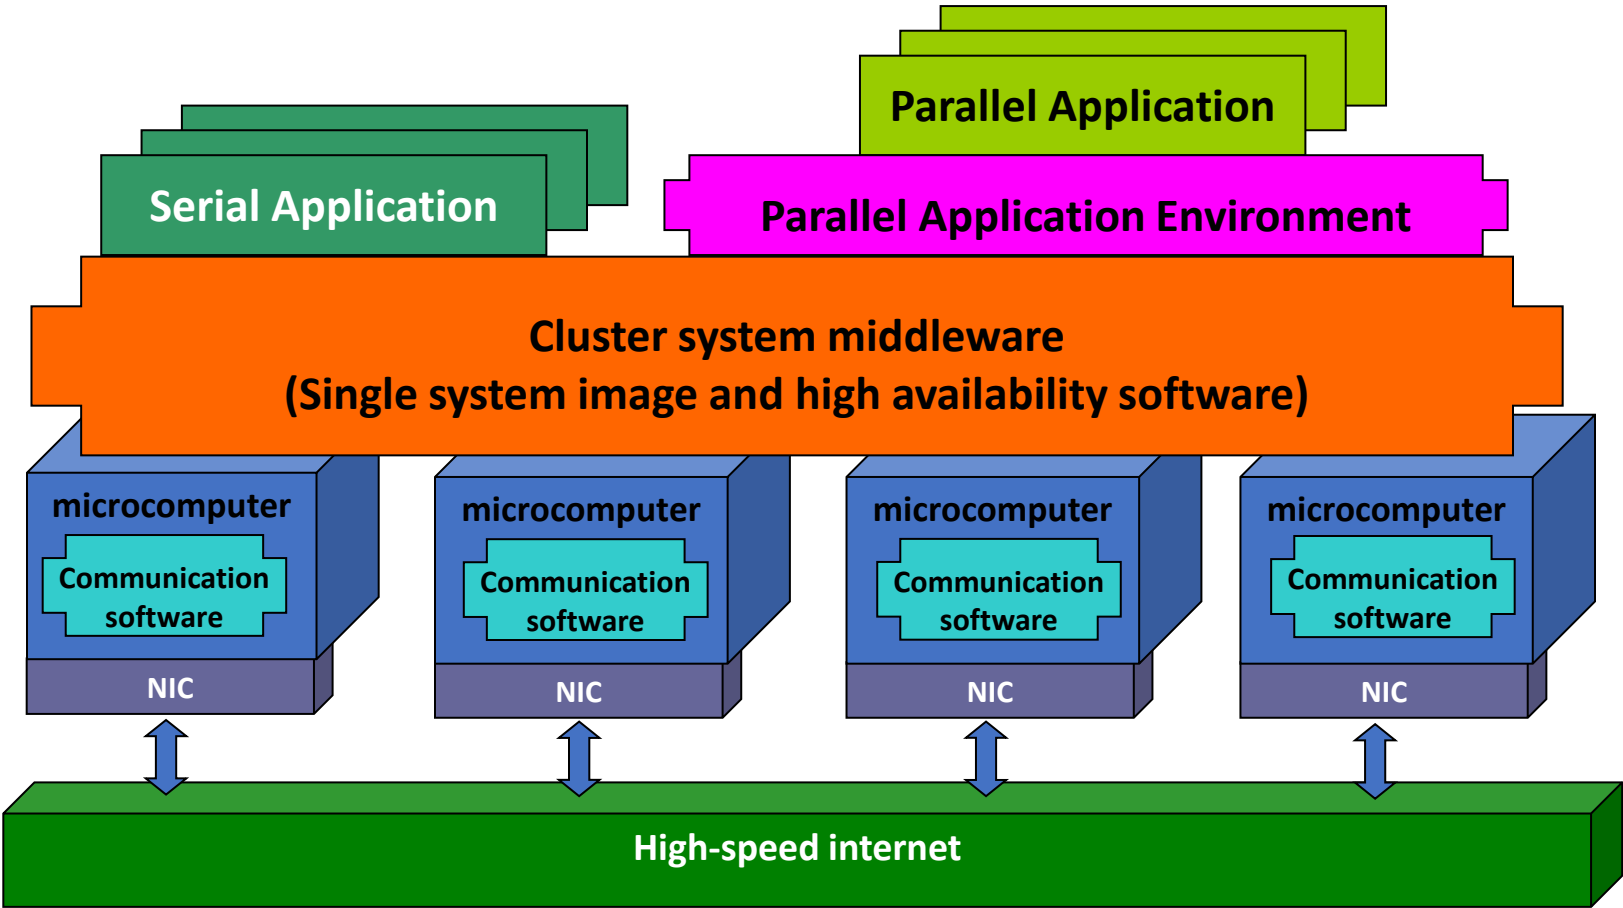 Parallel Application
Serial Application
Parallel Application Environment
Cluster system middleware
(Single system image and high availability software)
microcomputer
Communication
software
NIC
microcomputer
Communication
software
NIC
microcomputer
Communication
software
NIC
microcomputer
Communication
software
NIC
High-speed internet